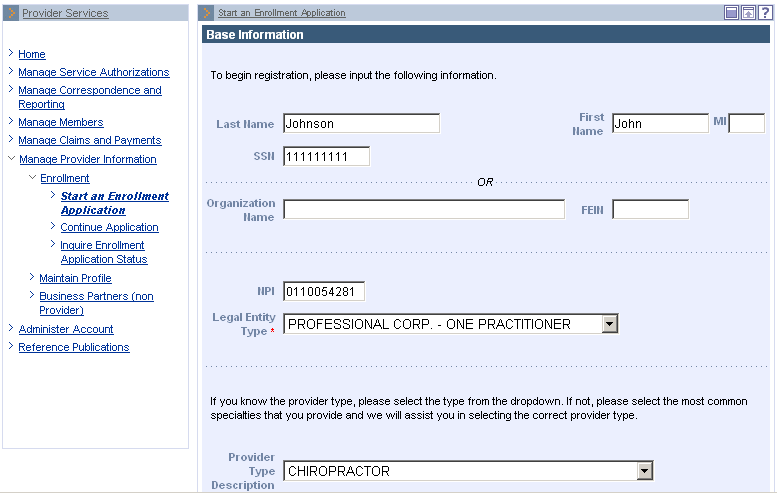 Provider Services
Home
Manage Service Authorizations
Manage Correspondence and
Reporting
Manage Members
Manage Claims and Payments
Manage Provider Information
Enrollment
Start an Enrollment
Application
Continue Application
Inquire Enrollment
Application Status
Maintain Profile
Business Partners (non
Provider)
Administer Account
Reference Publications
Start an Enrollment Application
?
Base Information
To begin registration, please input the following information.
Last Name Johnson First Name John MI
SSN 111111111
OR
Organization Name FEIN
NPI 0110054281
Legal Entity Type * PROFESSIONAL CORP. - ONE PRACTITIONER
If you know the provider type, please select the type from the dropdown. If not, please select the most common
specialties that you provide and we will assist you in selecting the correct provider type.
Provider Type Description CHIROPRACTOR